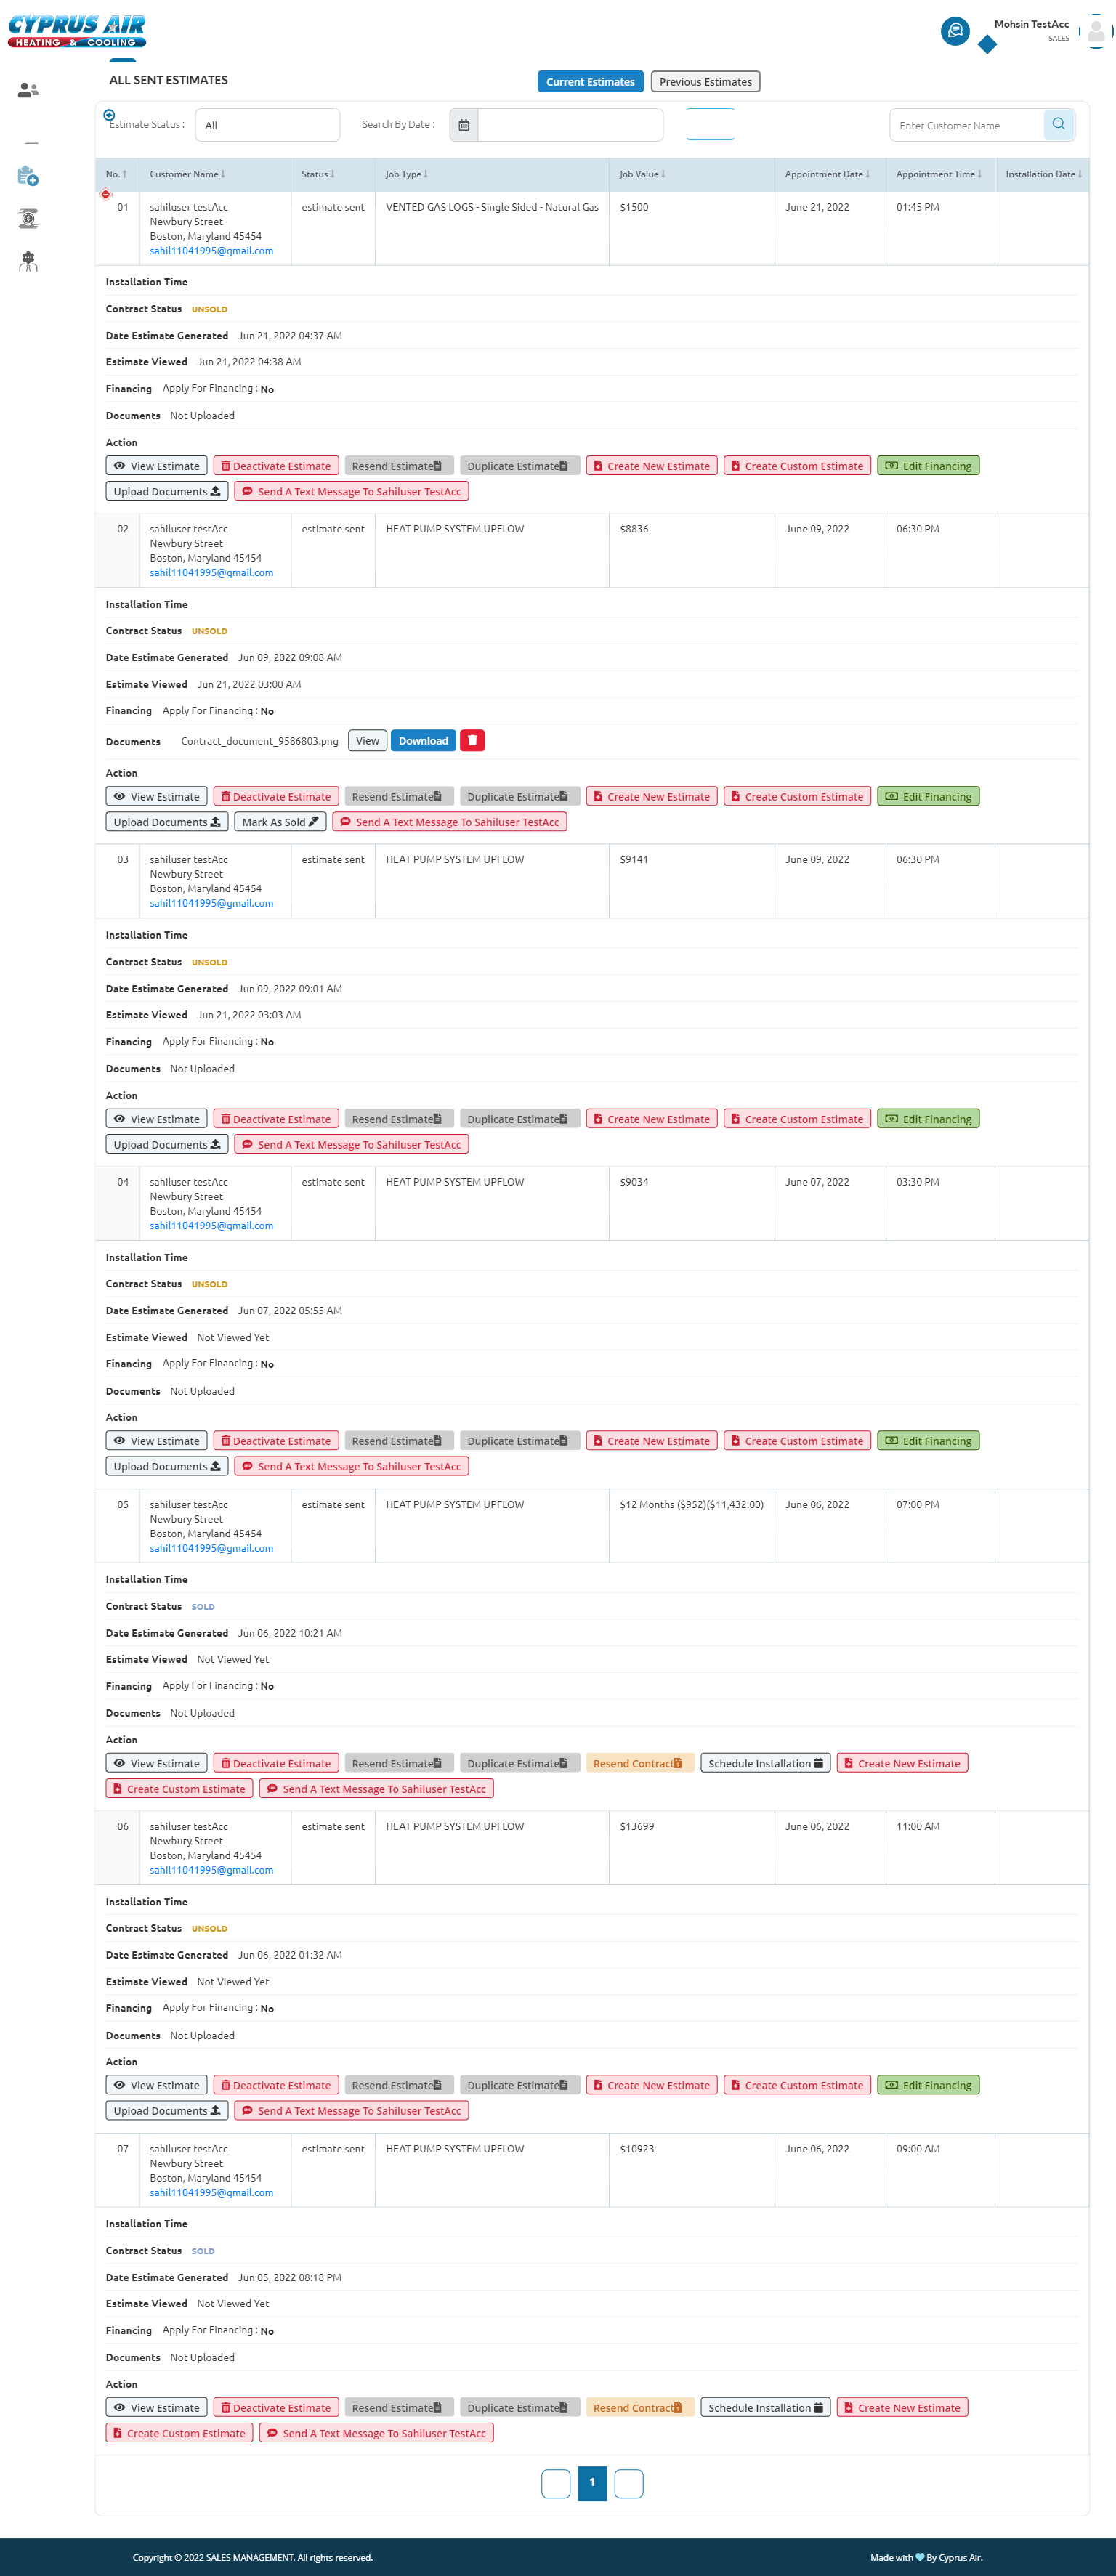 CYPRUS AIR
HEATING & COOLING
Mohsin TestAcc
SALES
ALL SENT ESTIMATES
Current Estimates
Previous Estimates
Estimate Status :
All
Search By Date :
Enter Customer Name
No. Customer Name Status Job Type Job Value Appointment Date Appointment Time Installation Date
01 sahiluser testAcc estimate sent VENTED GAS LOGS - Single Sided - Natural Gas $1500 June 21, 2022 01:45 PM
Newbury Street
Boston, Maryland 45454
sahil11041995@gmail.com
Installation Time
Contract Status UNSOLD
Date Estimate Generated Jun 21, 2022 04:37 AM
Estimate Viewed Jun 21, 2022 04:38 AM
Financing Apply For Financing : No
Documents Not Uploaded
Action
View Estimate Deactivate Estimate Resend Estimate Duplicate Estimate Create New Estimate Create Custom Estimate Edit Financing
Upload Documents Send A Text Message To Sahiluser TestAcc
02 sahiluser testAcc estimate sent HEAT PUMP SYSTEM UPFLOW $8836 June 09, 2022 06:30 PM
Newbury Street
Boston, Maryland 45454
sahil11041995@gmail.com
Installation Time
Contract Status UNSOLD
Date Estimate Generated Jun 09, 2022 09:08 AM
Estimate Viewed Jun 21, 2022 03:00 AM
Financing Apply For Financing : No
Documents Contract_document_9586803.png View Download
Action
View Estimate Deactivate Estimate Resend Estimate Duplicate Estimate Create New Estimate Create Custom Estimate Edit Financing
Upload Documents Mark As Sold Send A Text Message To Sahiluser TestAcc
03 sahiluser testAcc estimate sent HEAT PUMP SYSTEM UPFLOW $9141 June 09, 2022 06:30 PM
Newbury Street
Boston, Maryland 45454
sahil11041995@gmail.com
Installation Time
Contract Status UNSOLD
Date Estimate Generated Jun 09, 2022 09:01 AM
Estimate Viewed Jun 21, 2022 03:03 AM
Financing Apply For Financing : No
Documents Not Uploaded
Action
View Estimate Deactivate Estimate Resend Estimate Duplicate Estimate Create New Estimate Create Custom Estimate Edit Financing
Upload Documents Send A Text Message To Sahiluser TestAcc
04 sahiluser testAcc estimate sent HEAT PUMP SYSTEM UPFLOW $9034 June 07, 2022 03:30 PM
Newbury Street
Boston, Maryland 45454
sahil11041995@gmail.com
Installation Time
Contract Status UNSOLD
Date Estimate Generated Jun 07, 2022 05:55 AM
Estimate Viewed Not Viewed Yet
Financing Apply For Financing : No
Documents Not Uploaded
Action
View Estimate Deactivate Estimate Resend Estimate Duplicate Estimate Create New Estimate Create Custom Estimate Edit Financing
Upload Documents Send A Text Message To Sahiluser TestAcc
05 sahiluser testAcc estimate sent HEAT PUMP SYSTEM UPFLOW $12 Months ($952)($11,432.00) June 06, 2022 07:00 PM
Newbury Street
Boston, Maryland 45454
sahil11041995@gmail.com
Installation Time
Contract Status SOLD
Date Estimate Generated Jun 06, 2022 10:21 AM
Estimate Viewed Not Viewed Yet
Financing Apply For Financing : No
Documents Not Uploaded
Action
View Estimate Deactivate Estimate Resend Estimate Duplicate Estimate Resend Contract Schedule Installation Create New Estimate
Create Custom Estimate Send A Text Message To Sahiluser TestAcc
06 sahiluser testAcc estimate sent HEAT PUMP SYSTEM UPFLOW $13699 June 06, 2022 11:00 AM
Newbury Street
Boston, Maryland 45454
sahil11041995@gmail.com
Installation Time
Contract Status UNSOLD
Date Estimate Generated Jun 06, 2022 01:32 AM
Estimate Viewed Not Viewed Yet
Financing Apply For Financing : No
Documents Not Uploaded
Action
View Estimate Deactivate Estimate Resend Estimate Duplicate Estimate Create New Estimate Create Custom Estimate Edit Financing
Upload Documents Send A Text Message To Sahiluser TestAcc
07 sahiluser testAcc estimate sent HEAT PUMP SYSTEM UPFLOW $10923 June 06, 2022 09:00 AM
Newbury Street
Boston, Maryland 45454
sahil11041995@gmail.com
Installation Time
Contract Status SOLD
Date Estimate Generated Jun 05, 2022 08:18 PM
Estimate Viewed Not Viewed Yet
Financing Apply For Financing : No
Documents Not Uploaded
Action
View Estimate Deactivate Estimate Resend Estimate Duplicate Estimate Resend Contract Schedule Installation Create New Estimate
Create Custom Estimate Send A Text Message To Sahiluser TestAcc
1
Copyright © 2022 SALES MANAGEMENT. All rights reserved.
Made with By Cyprus Air.